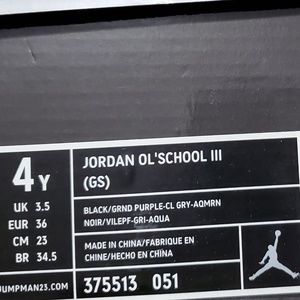 4Y
UK 3.5
EUR 36
CM 23
BR 34.5
JUMPMAN23.COM
JORDAN OL'SCHOOL III
(GS)
BLACK/GRND PURPLE-CL GRY-AQMRN
NOIR/VILEPF-GRI-AQUA
MADE IN CHINA/FABRIQUE EN
CHINE/HECHO EN CHINA
375513 051